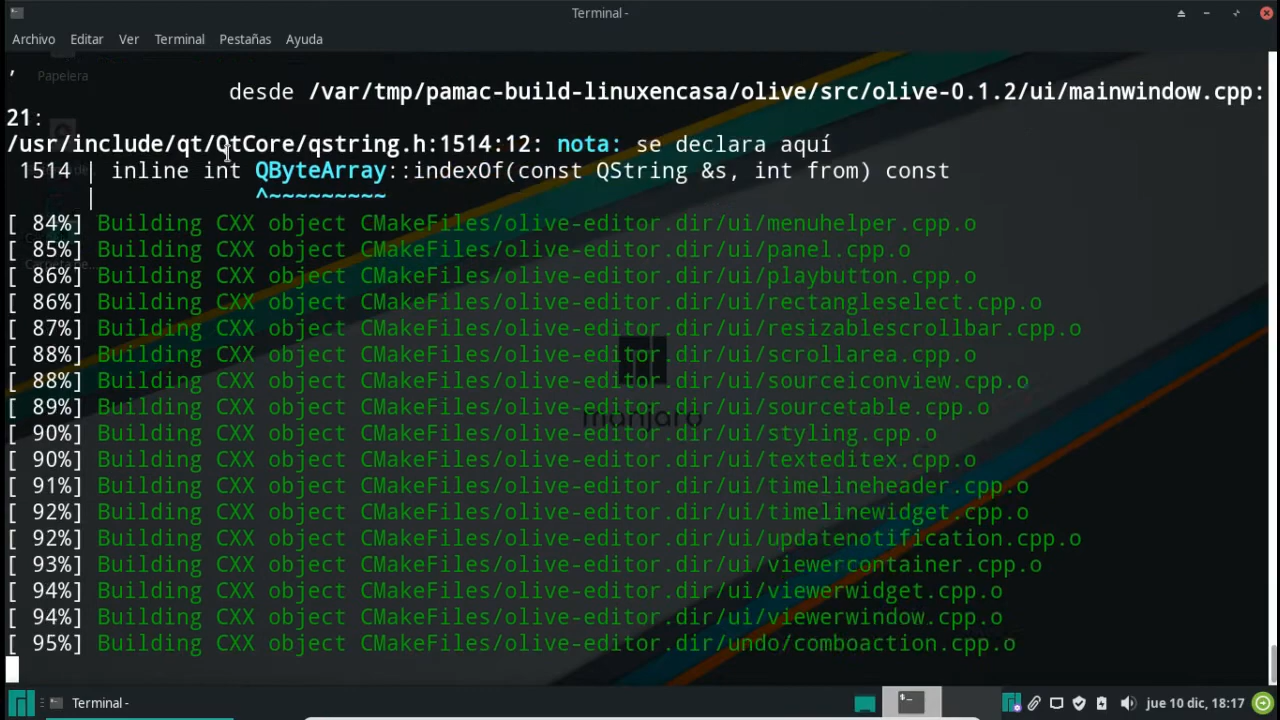 Terminal -
Archivo Editar Ver Terminal Pestañas Ayuda
Papelera
,
desde /var/tmp/pamac-build-linuxencasa/olive/src/olive-0.1.2/ui/mainwindow.cpp:
21:
/usr/include/qt/QtCore/qstring.h:1514:12: nota: se declara aquí
1514 | inline int QByteArray::indexOf(const QString &s, int from) const
| ^~~~~~~~~~
[ 84%] Building CXX object CMakeFiles/olive-editor.dir/ui/menuhelper.cpp.o
[ 85%] Building CXX object CMakeFiles/olive-editor.dir/ui/panel.cpp.o
[ 86%] Building CXX object CMakeFiles/olive-editor.dir/ui/playbutton.cpp.o
[ 86%] Building CXX object CMakeFiles/olive-editor.dir/ui/rectangleselect.cpp.o
[ 87%] Building CXX object CMakeFiles/olive-editor.dir/ui/resizablescrollbar.cpp.o
[ 88%] Building CXX object CMakeFiles/olive-editor.dir/ui/scrollarea.cpp.o
[ 88%] Building CXX object CMakeFiles/olive-editor.dir/ui/sourceiconview.cpp.o
[ 89%] Building CXX object CMakeFiles/olive-editor.dir/ui/sourcetable.cpp.o
manjaro
[ 90%] Building CXX object CMakeFiles/olive-editor.dir/ui/styling.cpp.o
[ 90%] Building CXX object CMakeFiles/olive-editor.dir/ui/texteditex.cpp.o
[ 91%] Building CXX object CMakeFiles/olive-editor.dir/ui/timelineheader.cpp.o
[ 92%] Building CXX object CMakeFiles/olive-editor.dir/ui/timelinewidget.cpp.o
[ 92%] Building CXX object CMakeFiles/olive-editor.dir/ui/updatenotification.cpp.o
[ 93%] Building CXX object CMakeFiles/olive-editor.dir/ui/viewercontainer.cpp.o
[ 94%] Building CXX object CMakeFiles/olive-editor.dir/ui/viewerwidget.cpp.o
[ 94%] Building CXX object CMakeFiles/olive-editor.dir/ui/viewerwindow.cpp.o
[ 95%] Building CXX object CMakeFiles/olive-editor.dir/undo/comboaction.cpp.o
Terminal -
jue 10 dic, 18:17